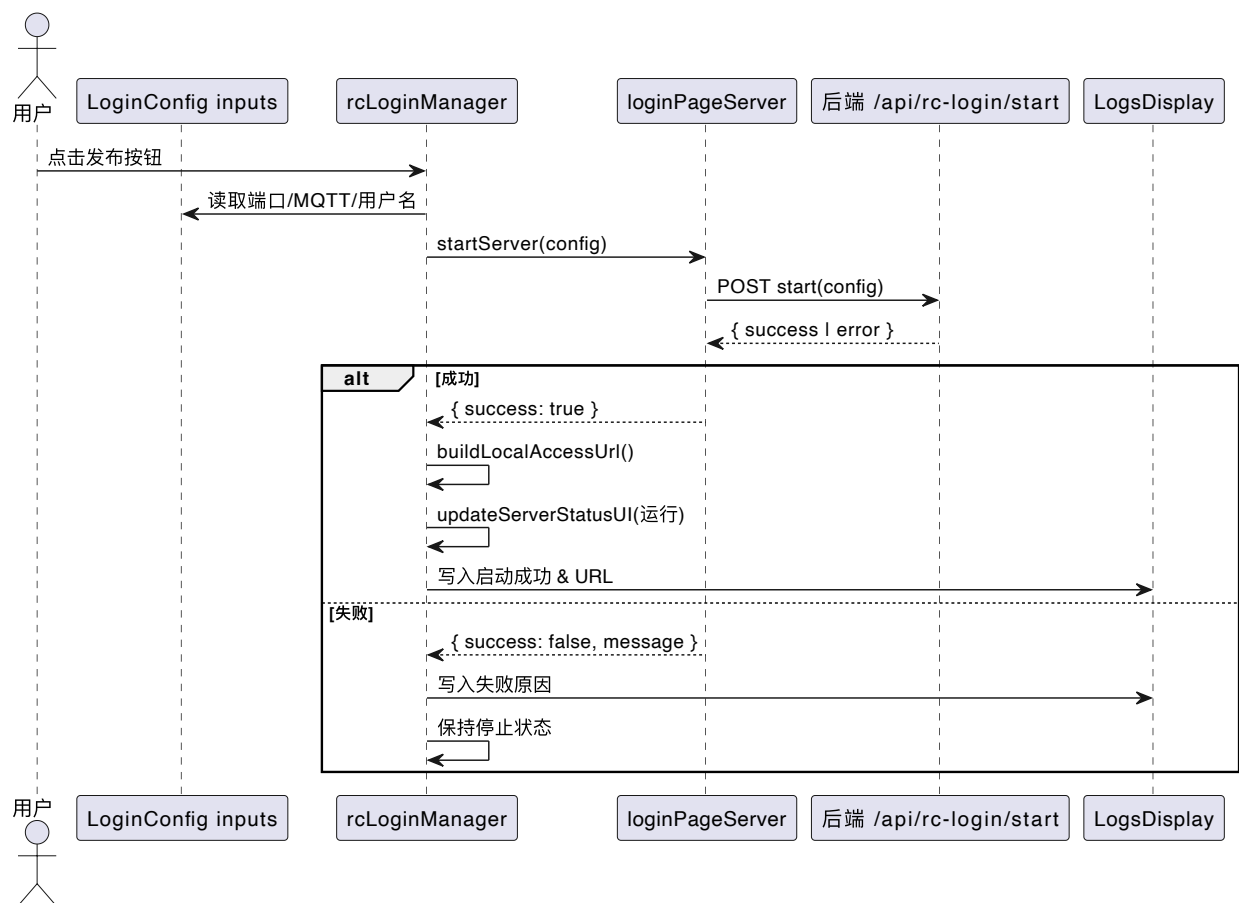 用户
LoginConfig inputs
rcLoginManager
loginPageServer
后端 /api/rc-login/start
LogsDisplay
点击发布按钮
读取端口/MQTT/用户名
startServer(config)
POST start(config)
{ success | error }
alt
[成功]
{ success: true }
buildLocalAccessUrl()
updateServerStatusUI(运行)
写入启动成功 & URL
[失败]
{ success: false, message }
写入失败原因
保持停止状态
用户
LoginConfig inputs
rcLoginManager
loginPageServer
后端 /api/rc-login/start
LogsDisplay